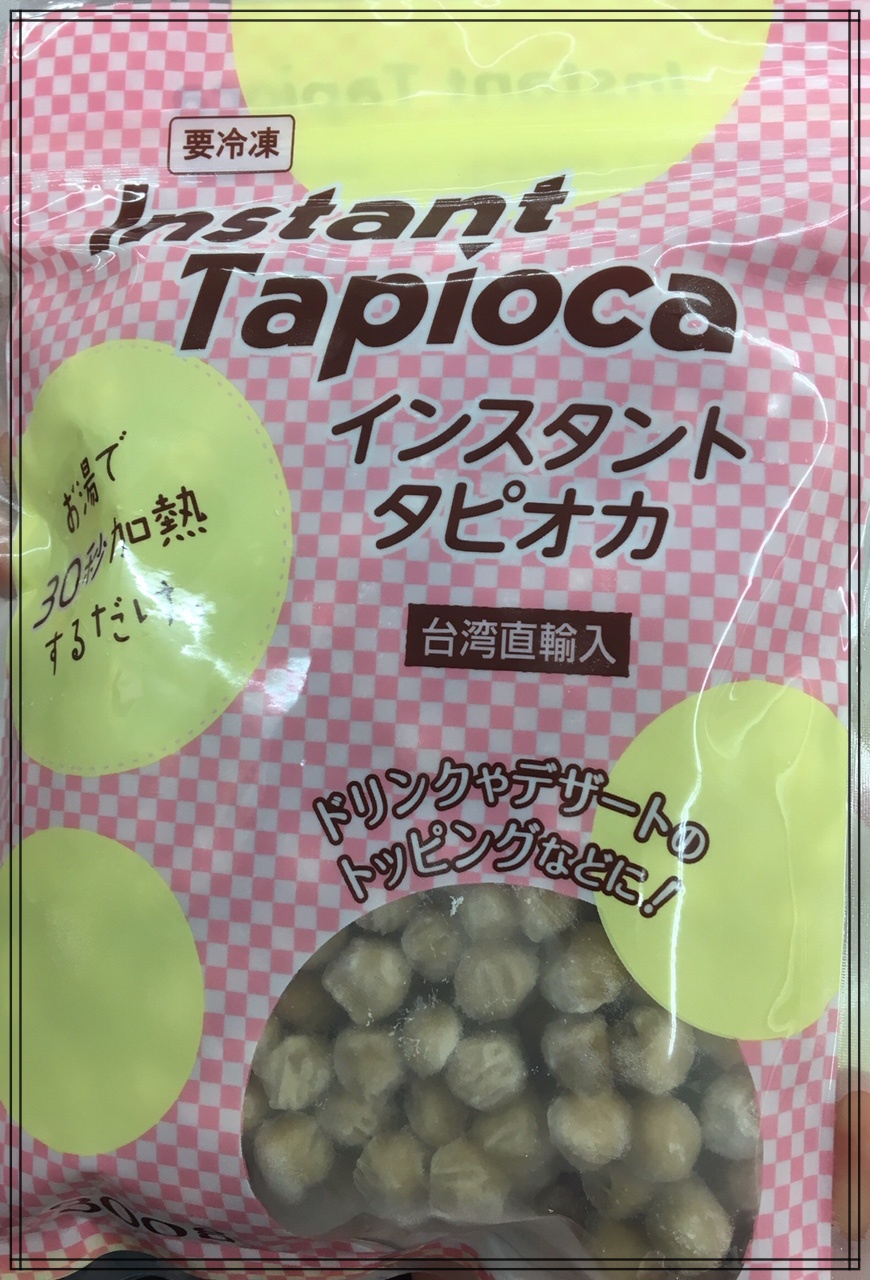 要冷凍
Instant
Tapioca
インスタント
タピオカ
お湯で
30秒加熱
するだけ
台湾直輸入
ドリンクやデザートの
トッピングなどに!
300g